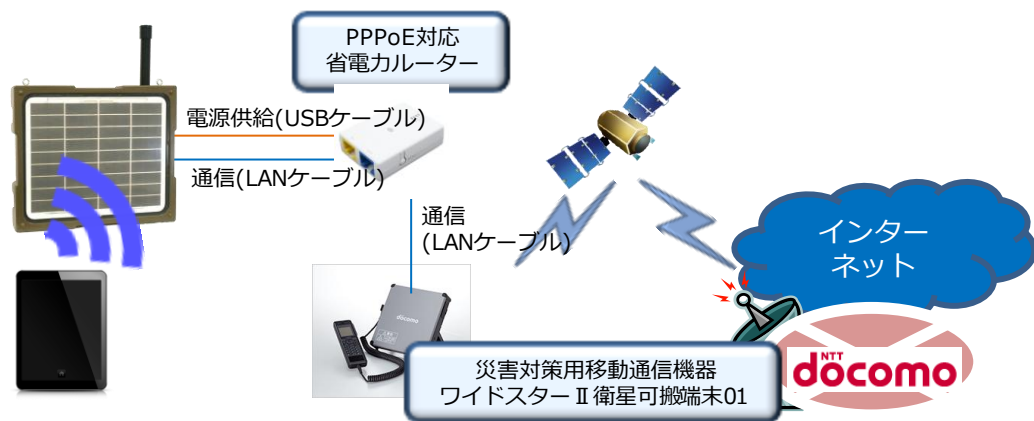 PPPoE対応
省電力ルーター
電源供給(USBケーブル)
通信(LANケーブル)
通信
(LANケーブル)
インター
ネット
döcomo
災害対策用移動通信機器
ワイドスターⅡ衛星可搬端末01
NTT
döcomo